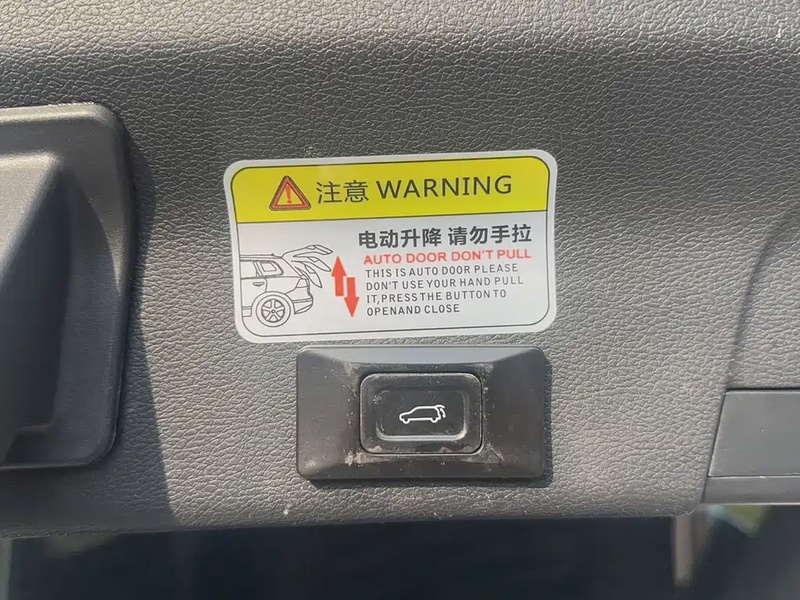 注意 WARNING
电动升降 请勿手拉
AUTO DOOR DON'T PULL
THIS IS AUTO DOOR PLEASE
DON'T USE YOUR HAND PULL
IT,PRESS THE BUTTON TO
OPENAND CLOSE